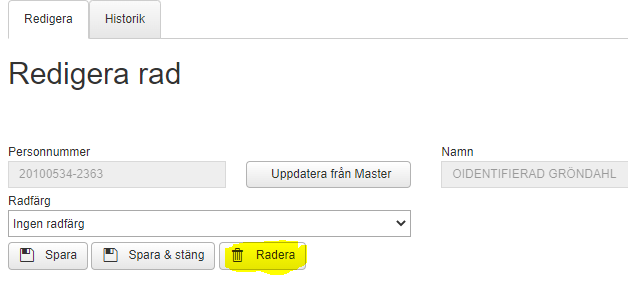 Redigera
Historik
Redigera rad
Personnummer
Namn
20100534-2363
Uppdatera från Master
OIDENTIFIERAD GRÖNDAHL
Radfärg
Ingen radfärg
Spara
Spara & stäng
Radera